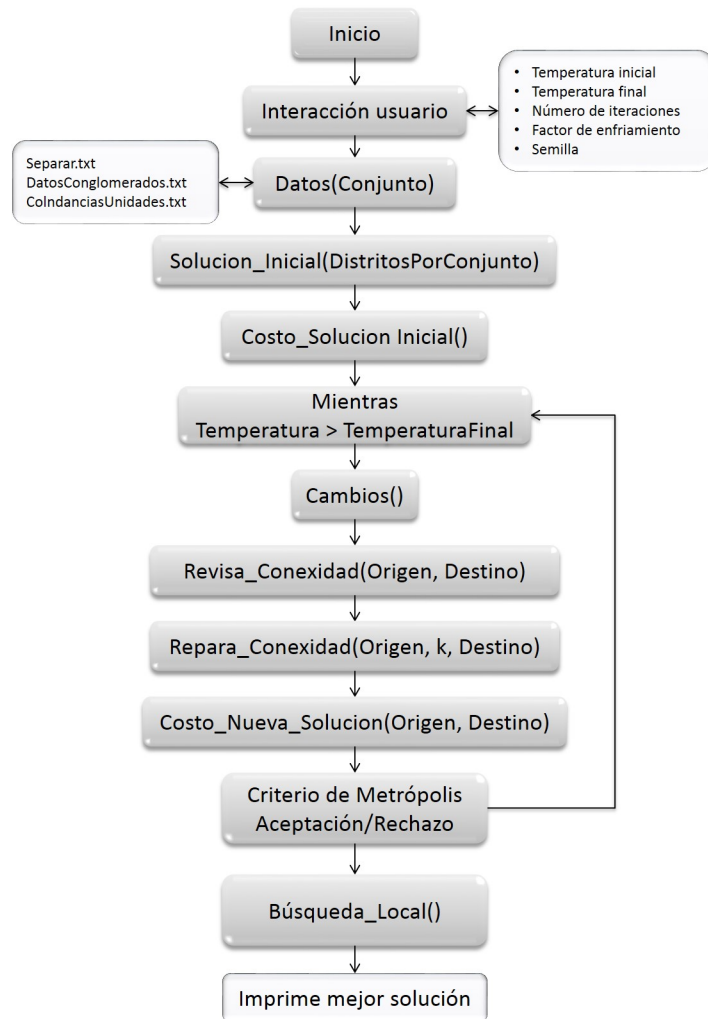 Inicio
Interacción usuario
• Temperatura inicial
• Temperatura final
• Número de iteraciones
• Factor de enfriamiento
• Semilla
Separar.txt
DatosConglomerados.txt
ColndanciasUnidades.txt
Datos(Conjunto)
Solucion_Inicial(DistritosPorConjunto)
Costo_Solucion Inicial()
Mientras
Temperatura > TemperaturaFinal
Cambios()
Revisa_Conexidad(Origen, Destino)
Repara_Conexidad(Origen, k, Destino)
Costo_Nueva_Solucion(Origen, Destino)
Criterio de Metrópolis
Aceptación/Rechazo
Búsqueda_Local()
Imprime mejor solución